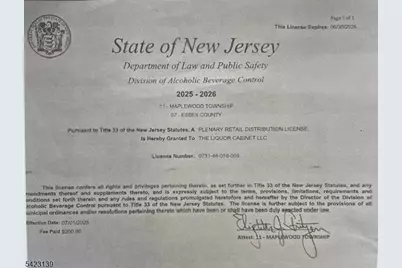 Page 1 of 1
This License Expires: 06/30/2026
State of New Jersey
Department of Law and Public Safety
Division of Alcoholic Beverage Control
2025 - 2026
11 - MAPLEWOOD TOWNSHIP
07 - ESSEX COUNTY
Pursuant to Title 33 of the New Jersey Statutes, A PLENARY RETAIL DISTRIBUTION LICENSE
is Hereby Granted To THE LIQUOR CABINET LLC
License Number:
This license confers all rights and privileges pertaining thereto, as set forth in Title 33 of the New Jersey Statutes, and any
mendments thereof and supplements thereto, and is expressly subject to the terms, provisions, limitations, requirements and
onditions set forth therein and any rules and regulations promulgated heretofore and hereafter by the Director of the Division of
lcoholic Beverage Control pursuant to Title 33 of the New Jersey Statutes. The license is further subject to the provisions of all
unicipal ordinances and/or resolutions pertaining thereto which have been or shall have been duly enacted under law.
Effective Date: 07/01/2025
Fee Paid
Attest: 11 - MAPLEWOOD TOWNSHIP
5423139